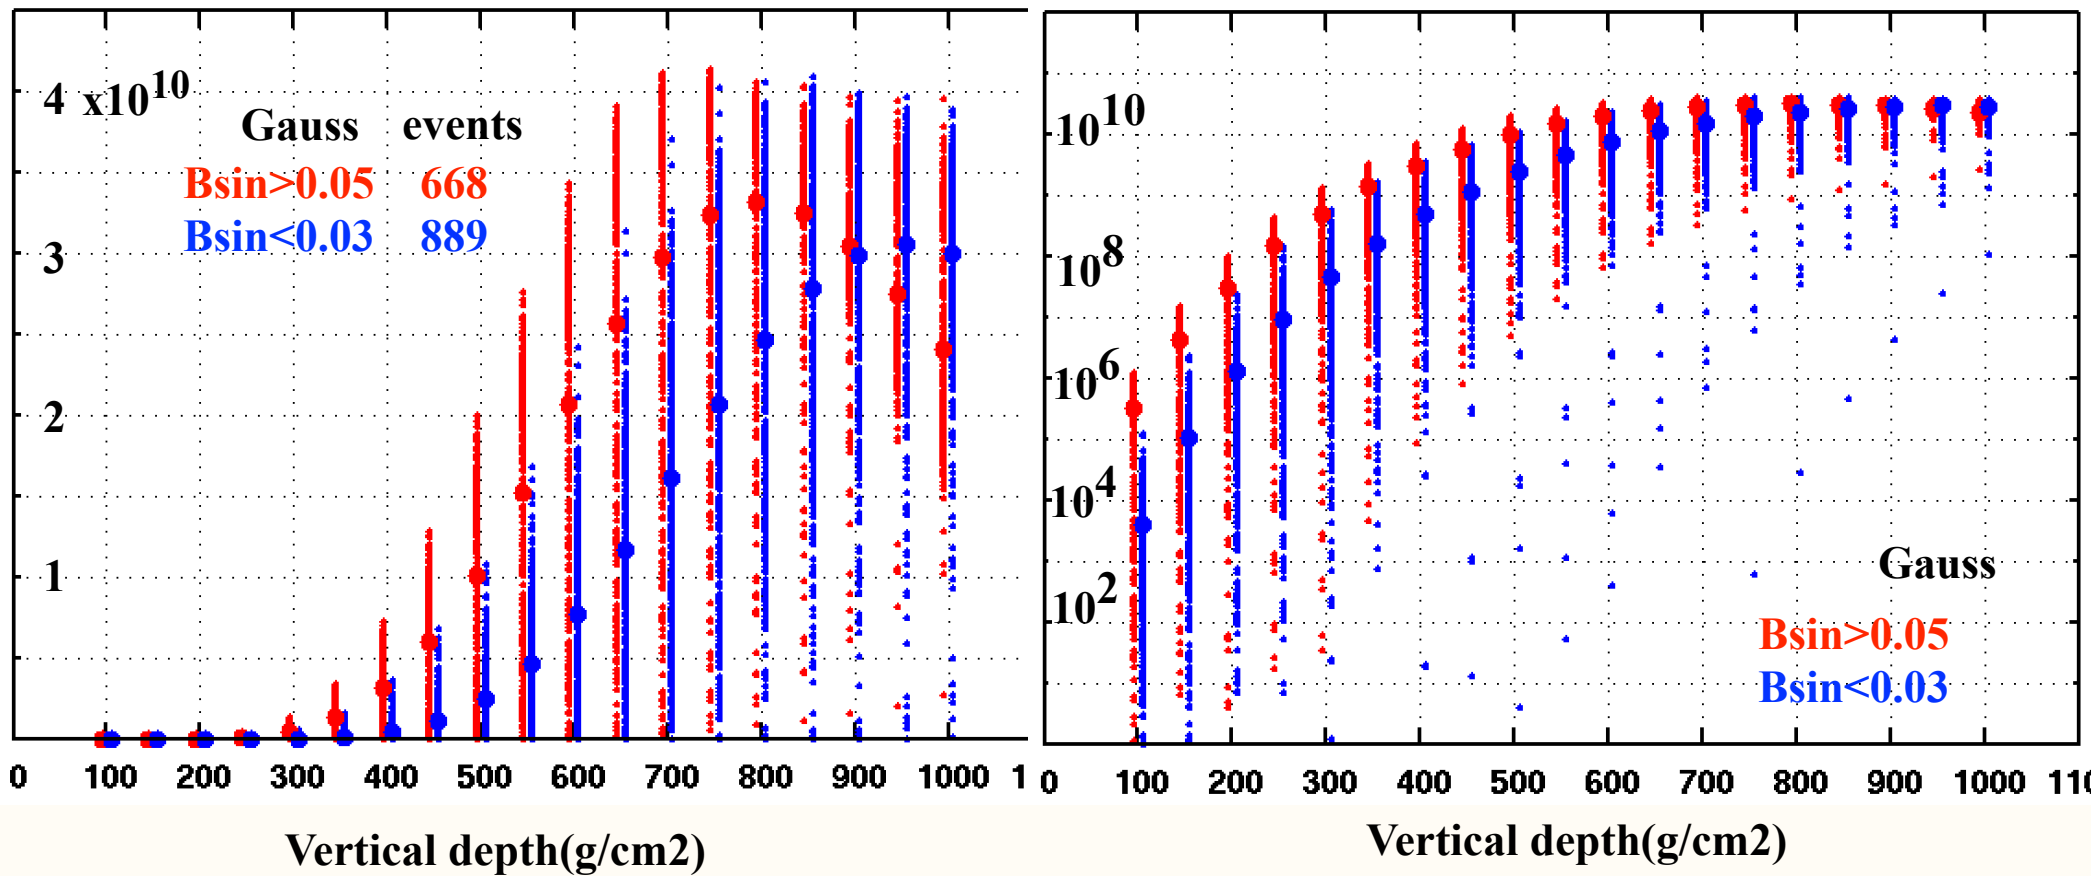 4 x10^10
Gauss events
Bsin>0.05 668
Bsin<0.03 889
3
2
1
0 100 200 300 400 500 600 700 800 900 1000 1
Vertical depth(g/cm2)
10^10
10^8
10^6
10^4
10^2
Gauss
Bsin>0.05
Bsin<0.03
0 100 200 300 400 500 600 700 800 900 1000 110
Vertical depth(g/cm2)